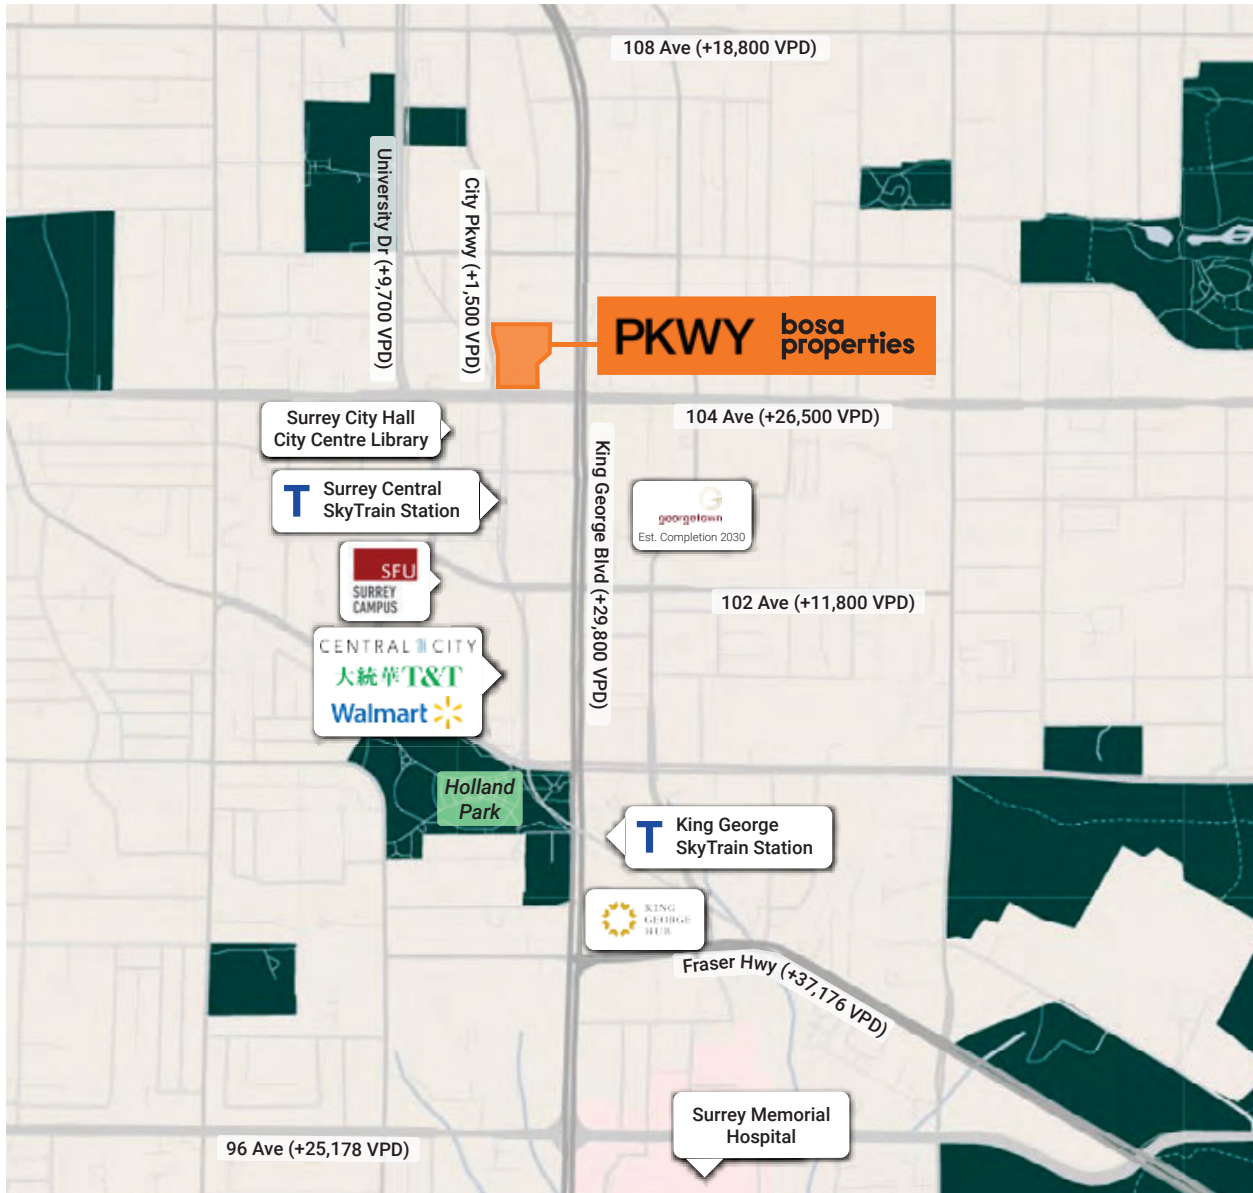 108 Ave (+18,800 VPD)
University Dr (+9,700 VPD)
City Pkwy (+1,500 VPD)
PKWY
bosa
properties
Surrey City Hall
City Centre Library
104 Ave (+26,500 VPD)
T
Surrey Central
SkyTrain Station
King George Blvd (+29,800 VPD)
G
georgetown
Est. Completion 2030
SFU
SURREY
CAMPUS
102 Ave (+11,800 VPD)
CENTRAL CITY
大統華T&T
Walmart
Holland
Park
T
King George
SkyTrain Station
KING
GEORGE
HUB
Fraser Hwy (+37,176 VPD)
Surrey Memorial
Hospital
96 Ave (+25,178 VPD)